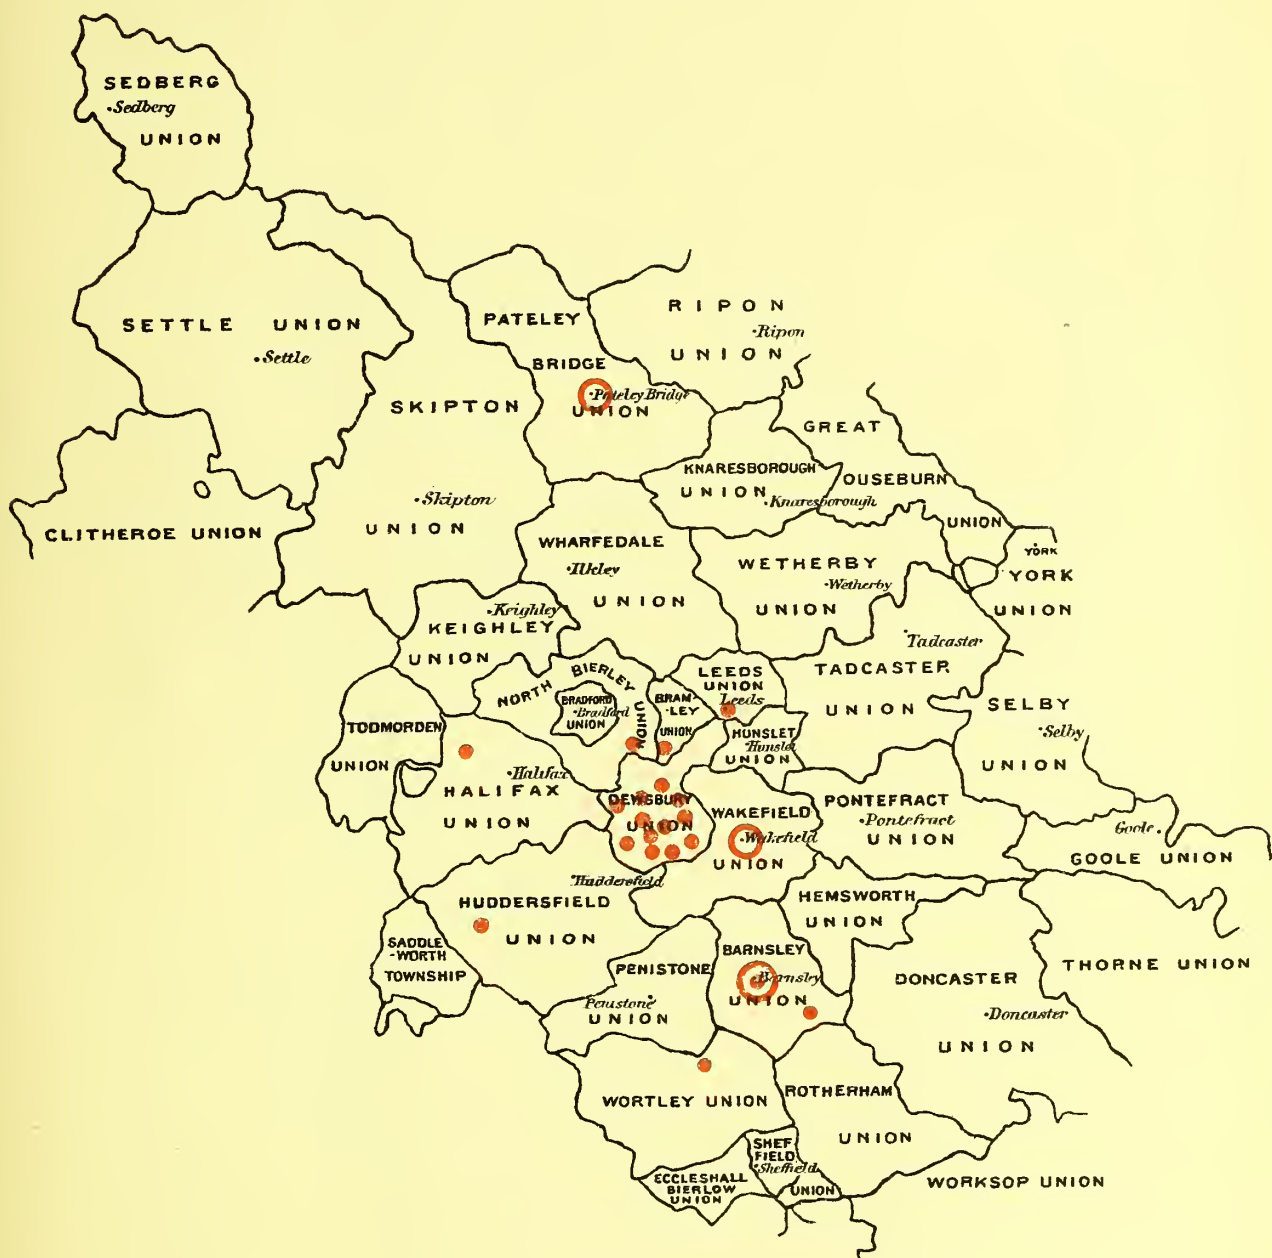 SEDBERG
Sedberg
UNION
SETTLE UNION
Settle
PATELEY
BRIDGE
Pateley Bridge
UNION
RIPON
Ripon
UNION
SKIPTON
Skipton
UNION
GREAT
OUSEBURN
UNION
KNARESBOROUGH
UNION
Knaresborough
CLITHEROE UNION
WHARFEDALE
Ilkley
UNION
WETHERBY
Wetherby
UNION
YORK
YORK
UNION
Keighley
KEIGHLEY
UNION
Tadcaster
TADCASTER
UNION
NORTH BIERLEY UNION
BRADFORD
Bradford
UNION
BRAM-
-LEY
UNION
LEEDS
UNION
Leeds
HUNSLET
Hunslet
UNION
SELBY
Selby
UNION
TODMORDEN
UNION
Halifax
HALIFAX
UNION
DEWSBURY
UNION
WAKEFIELD
Wakefield
UNION
PONTEFRACT
Pontefract
UNION
Goole
GOOLE UNION
Huddersfield
HUDDERSFIELD
UNION
HEMSWORTH
UNION
SADDLE
-WORTH
TOWNSHIP
PENISTONE
Penistone
UNION
BARNSLEY
Barnsley
UNION
DONCASTER
Doncaster
UNION
THORNE UNION
WORTLEY UNION
ROTHERHAM
UNION
SHEF
FIELD
Sheffield
UNION
ECCLESHALL
BIERLOW
UNION
WORKSOP UNION